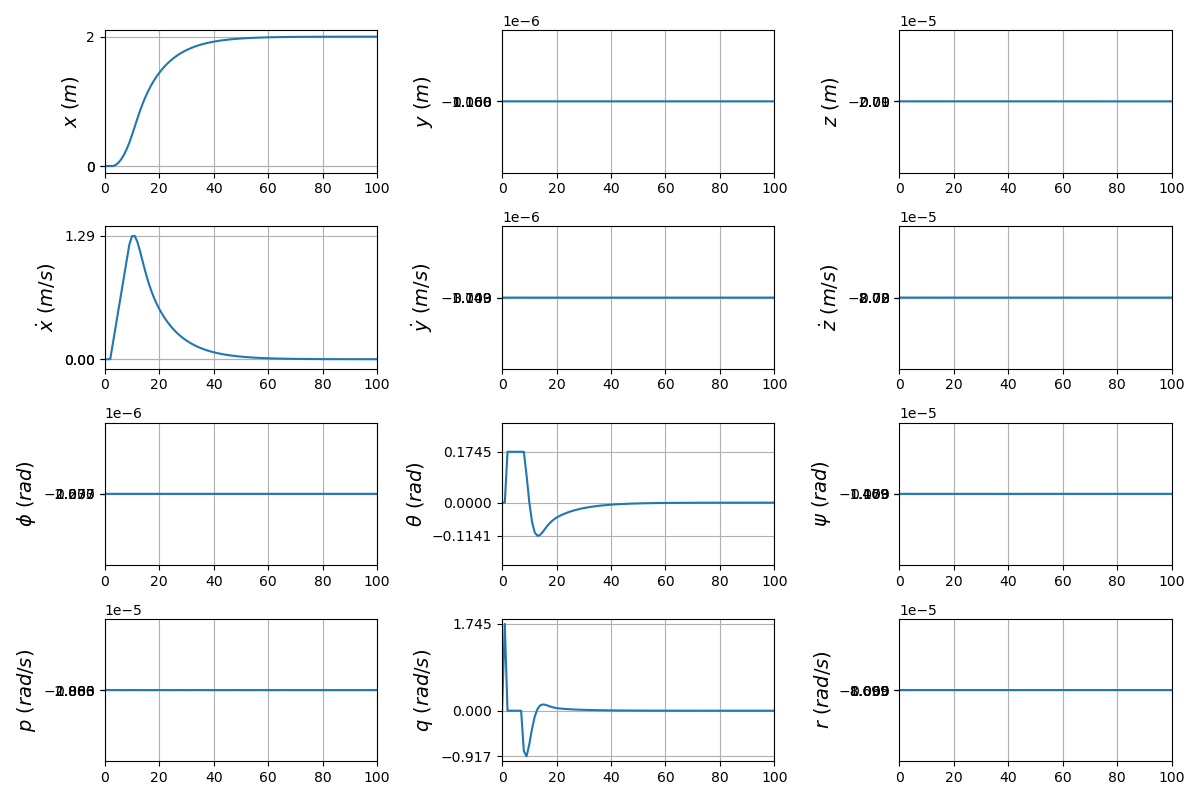 x (m)
2
0
0 20 40 60 80 100
1e−6
y (m)
0 20 40 60 80 100
1e−5
z (m)
0 20 40 60 80 100
ẋ (m/s)
1.29
0.00
0 20 40 60 80 100
1e−6
ẏ (m/s)
0 20 40 60 80 100
1e−5
ż (m/s)
0 20 40 60 80 100
1e−6
ϕ (rad)
0 20 40 60 80 100
θ (rad)
0.1745
0.0000
−0.1141
0 20 40 60 80 100
1e−5
ψ (rad)
0 20 40 60 80 100
1e−5
p (rad/s)
0 20 40 60 80 100
q (rad/s)
1.745
0.000
−0.917
0 20 40 60 80 100
1e−5
r (rad/s)
0 20 40 60 80 100